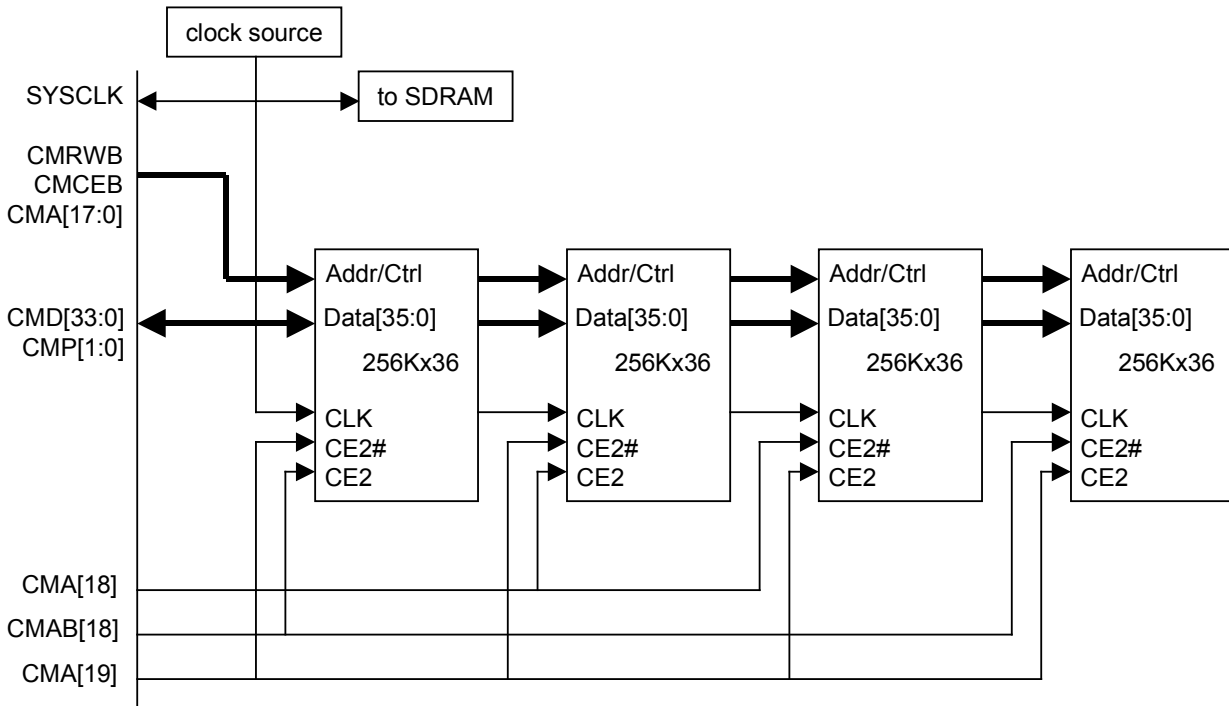 clock source
SYSCLK
to SDRAM
CMRWB
CMCEB
CMA[17:0]
Addr/Ctrl
Addr/Ctrl
Addr/Ctrl
Addr/Ctrl
CMD[33:0]
CMP[1:0]
Data[35:0]
Data[35:0]
Data[35:0]
Data[35:0]
256Kx36
256Kx36
256Kx36
256Kx36
CLK
CE2#
CE2
CLK
CE2#
CE2
CLK
CE2#
CE2
CLK
CE2#
CE2
CMA[18]
CMAB[18]
CMA[19]